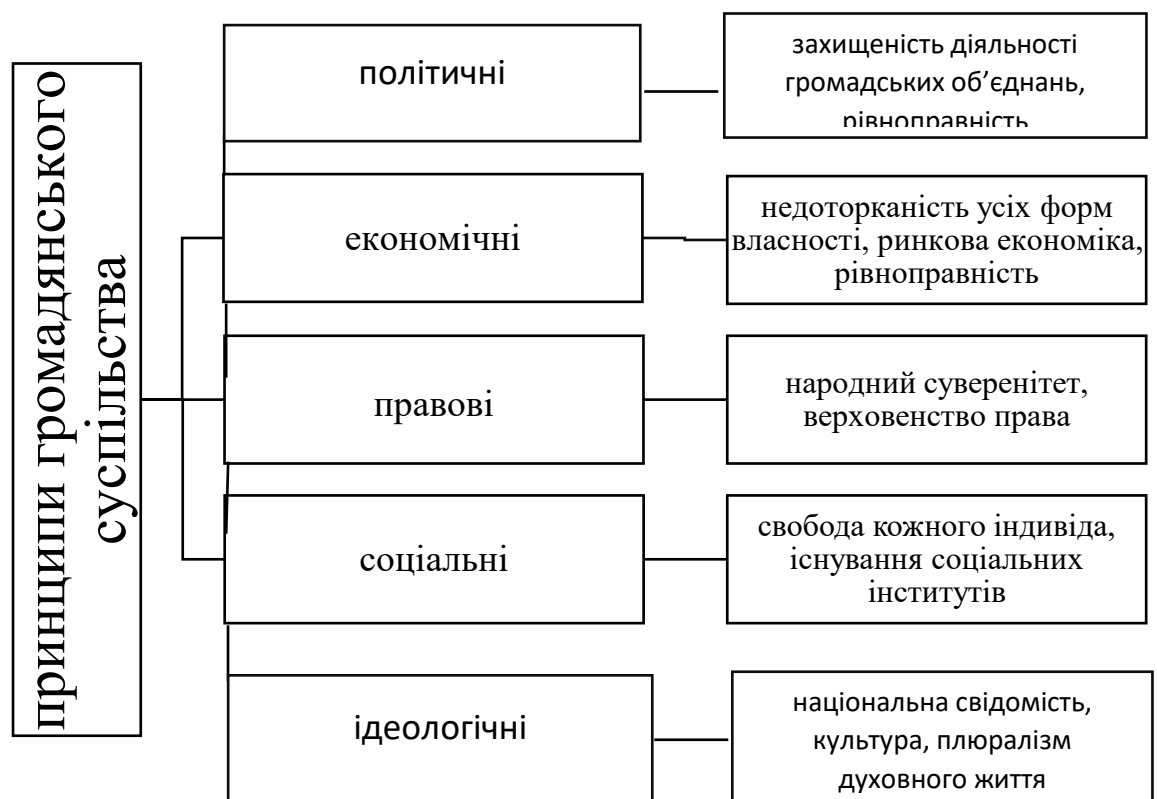 принципи громадянського
суспільства
політичні
захищеність діяльності
громадських об’єднань,
рівноправність
економічні
недоторканість усіх форм
власності, ринкова економіка,
рівноправність
правові
народний суверенітет,
верховенство права
соціальні
свобода кожного індивіда,
існування соціальних
інститутів
ідеологічні
національна свідомість,
культура, плюралізм
духовного життя